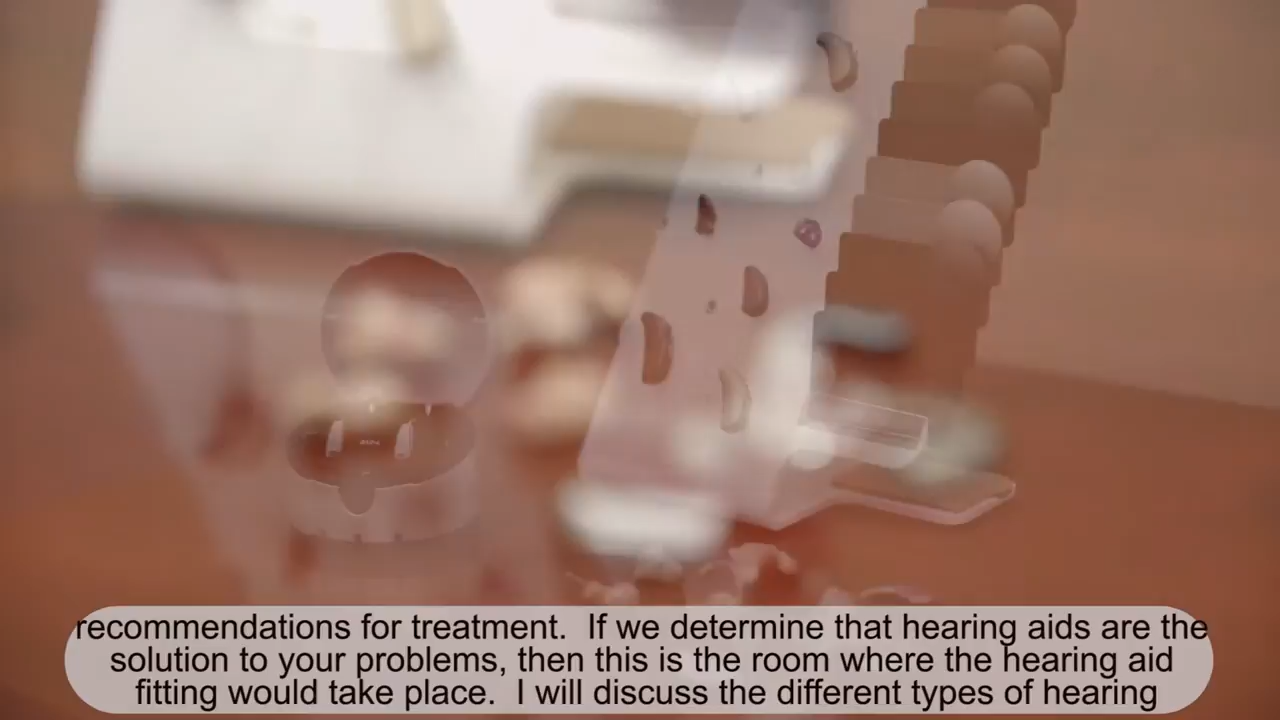 recommendations for treatment.  If we determine that hearing aids are the
solution to your problems, then this is the room where the hearing aid
fitting would take place.  I will discuss the different types of hearing